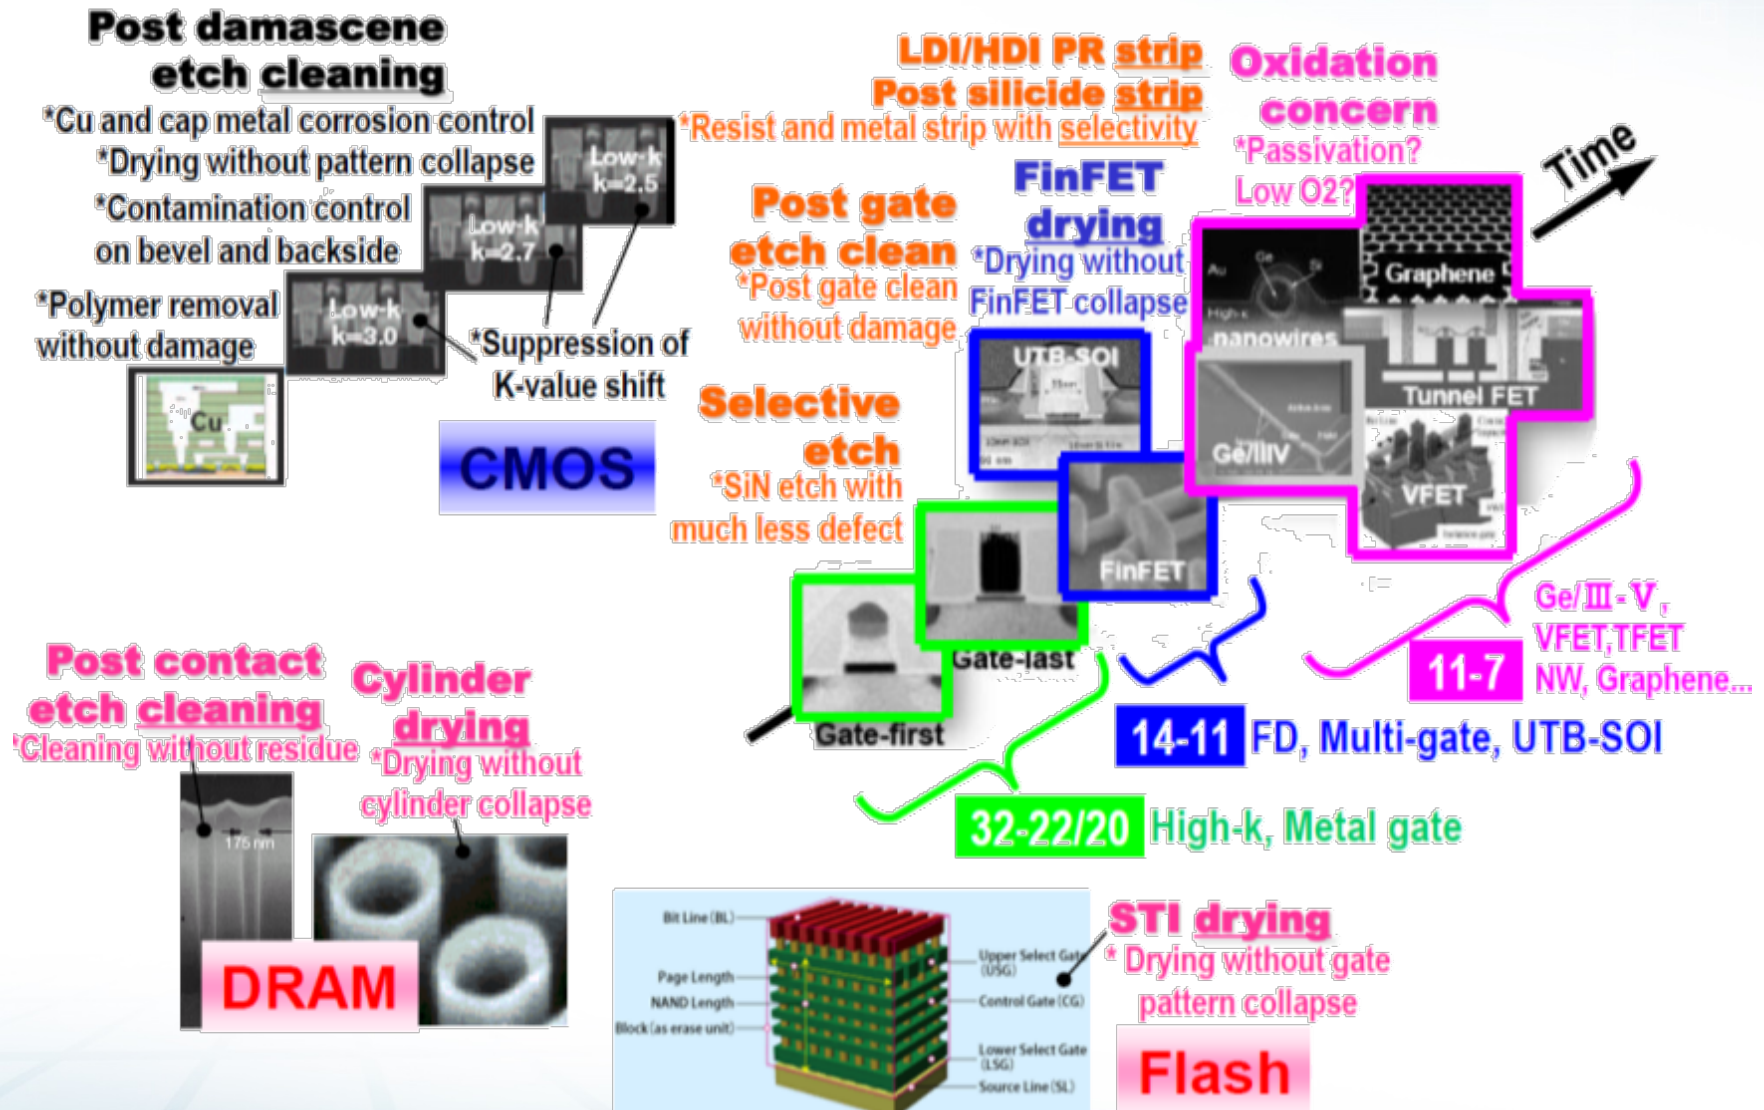 Post damascene
etch cleaning
*Cu and cap metal corrosion control
*Drying without pattern collapse
*Contamination control
on bevel and backside
*Polymer removal
without damage
Low-k
k=2.5
Low-k
k=2.7
Low-k
k=3.0
Cu
*Suppression of
K-value shift
CMOS
LDI/HDI PR strip
Post silicide strip
*Resist and metal strip with selectivity
Oxidation
concern
*Passivation?
Low O2?
Time
Post gate
etch clean
*Post gate clean
without damage
FinFET
drying
*Drying without
FinFET collapse
Selective
etch
*SiN etch with
much less defect
UTB-SOI
FinFET
Au
Ge
Si
High-κ
nanowires
Graphene
Tunnel FET
Ge/IIIV
VFET
Gate-last
Gate-first
11-7
Ge/Ⅲ-Ⅴ,
VFET,TFET
NW, Graphene...
14-11 FD, Multi-gate, UTB-SOI
32-22/20 High-k, Metal gate
Post contact
etch cleaning
*Cleaning without residue
175 nm
Cylinder
drying
*Drying without
cylinder collapse
DRAM
Bit Line (BL)
Page Length
NAND Length
Block (as erase unit)
Upper Select Gate
(USG)
Control Gate (CG)
Lower Select Gate
(LSG)
Source Line (SL)
STI drying
* Drying without gate
pattern collapse
Flash